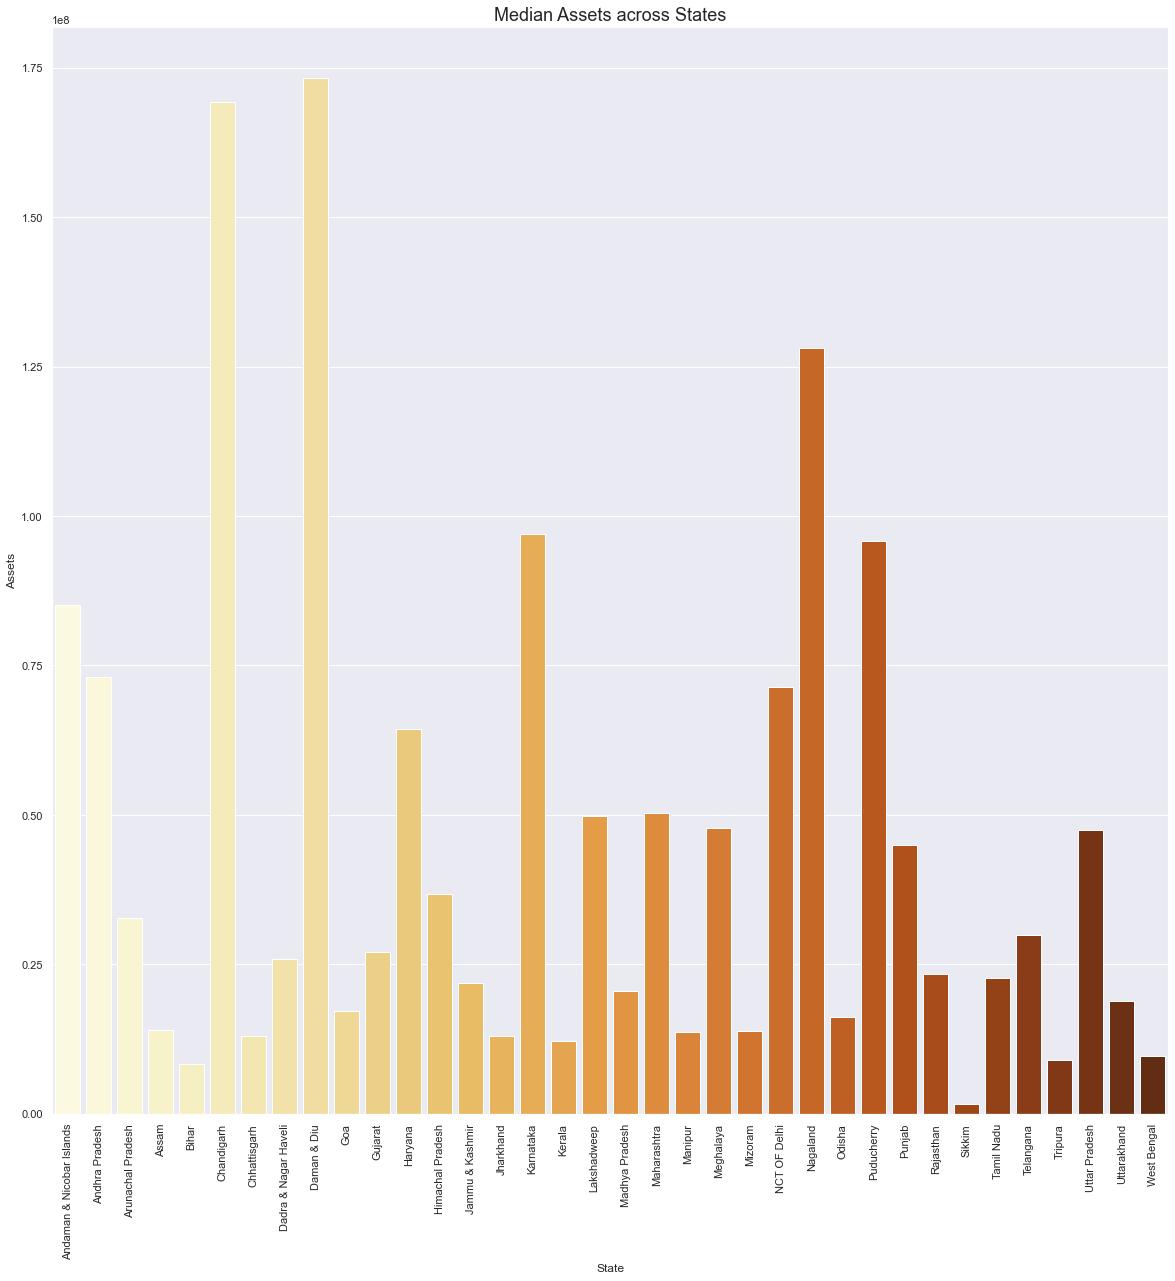 Median Assets across States
1e8
1.75
1.50
1.25
1.00
0.75
0.50
0.25
0.00
Assets
Andaman & Nicobar Islands
Andhra Pradesh
Arunachal Pradesh
Assam
Bihar
Chandigarh
Chhattisgarh
Dadra & Nagar Haveli
Daman & Diu
Goa
Gujarat
Haryana
Himachal Pradesh
Jammu & Kashmir
Jharkhand
Karnataka
Kerala
Lakshadweep
Madhya Pradesh
Maharashtra
Manipur
Meghalaya
Mizoram
NCT OF Delhi
Nagaland
Odisha
Puducherry
Punjab
Rajasthan
Sikkim
Tamil Nadu
Telangana
Tripura
Uttar Pradesh
Uttarakhand
West Bengal
State